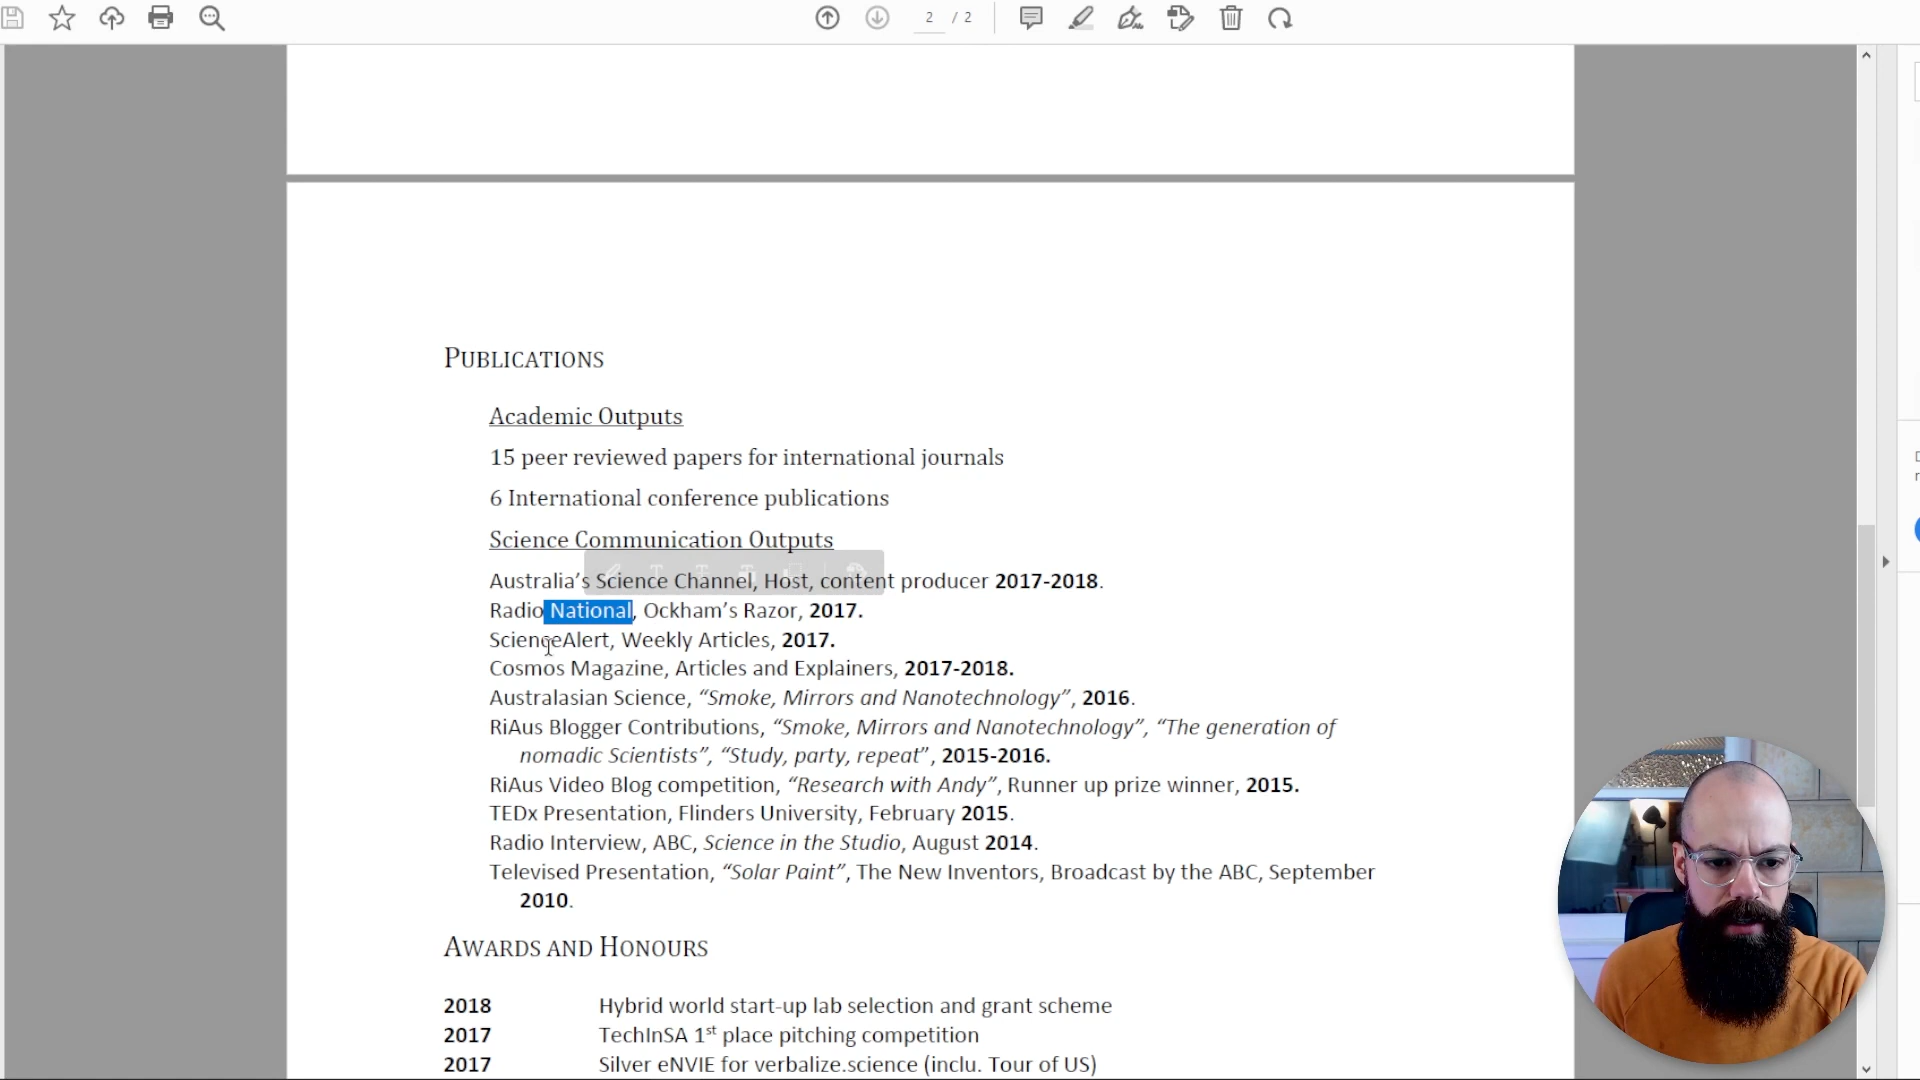 2 / 2
PUBLICATIONS
Academic Outputs
15 peer reviewed papers for international journals
6 International conference publications
Science Communication Outputs
Australia’s Science Channel, Host, content producer 2017-2018.
Radio National, Ockham’s Razor, 2017.
ScienceAlert, Weekly Articles, 2017.
Cosmos Magazine, Articles and Explainers, 2017-2018.
Australasian Science, “Smoke, Mirrors and Nanotechnology”, 2016.
RiAus Blogger Contributions, “Smoke, Mirrors and Nanotechnology”, “The generation of
nomadic Scientists”, “Study, party, repeat”, 2015-2016.
RiAus Video Blog competition, “Research with Andy”, Runner up prize winner, 2015.
TEDx Presentation, Flinders University, February 2015.
Radio Interview, ABC, Science in the Studio, August 2014.
Televised Presentation, “Solar Paint”, The New Inventors, Broadcast by the ABC, September
2010.
AWARDS AND HONOURS
2018 Hybrid world start-up lab selection and grant scheme
2017 TechInSA 1st place pitching competition
2017 Silver eNVIE for verbalize.science (inclu. Tour of US)